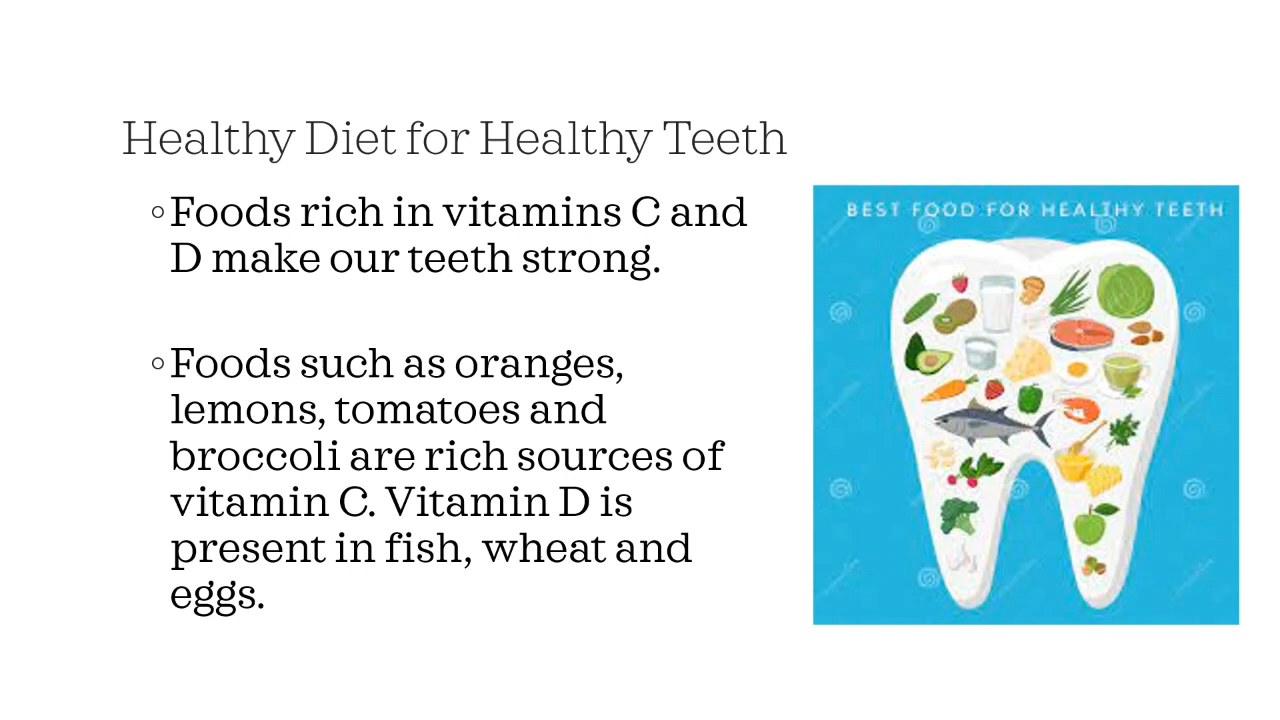 Healthy Diet for Healthy Teeth
◦Foods rich in vitamins C and
D make our teeth strong.
◦Foods such as oranges,
lemons, tomatoes and
broccoli are rich sources of
vitamin C. Vitamin D is
present in fish, wheat and
eggs.
BEST FOOD FOR HEALTHY TEETH